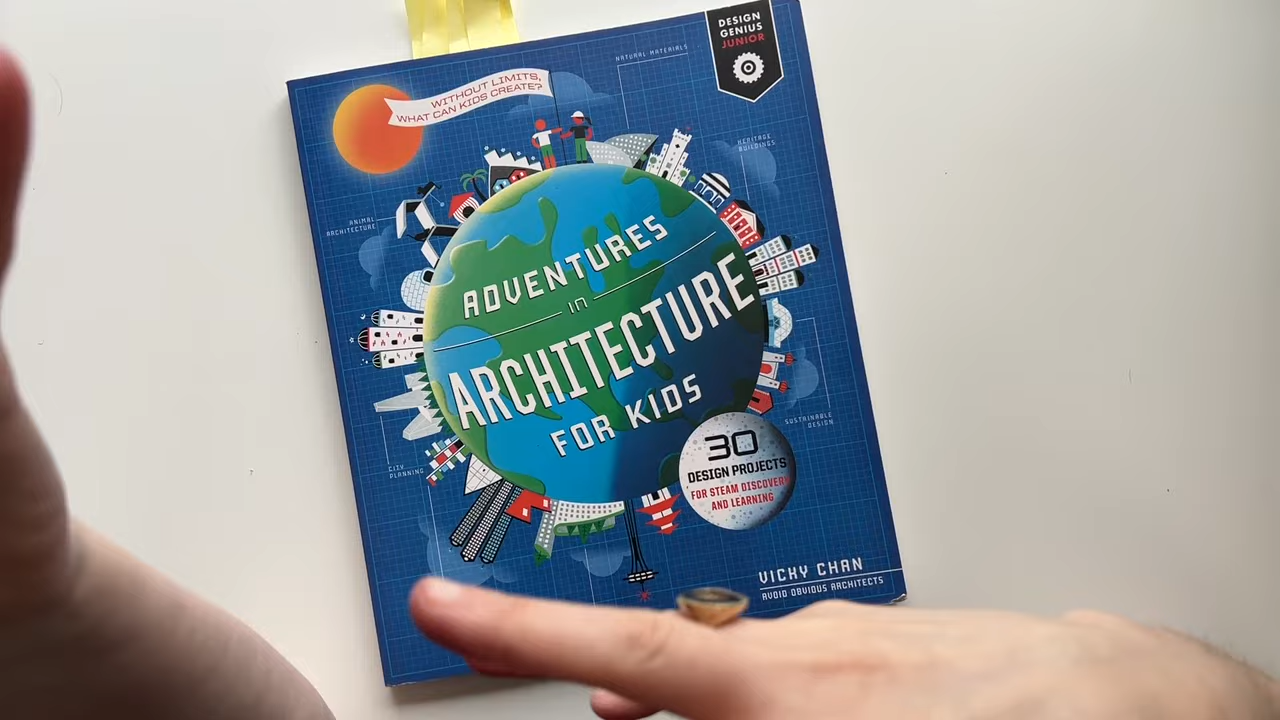 DESIGN
GENIUS
JUNIOR
WITHOUT LIMITS,
WHAT CAN KIDS CREATE?
NATURAL MATERIALS
HERITAGE
BUILDINGS
ANIMAL
ARCHITECTURE
ADVENTURES
in
ARCHITECTURE
FOR KIDS
30
DESIGN PROJECTS
FOR STEAM DISCOVERY
AND LEARNING
SUSTAINABLE
DESIGN
CITY
PLANNING
VICKY CHAN
AVOID OBVIOUS ARCHITECTS